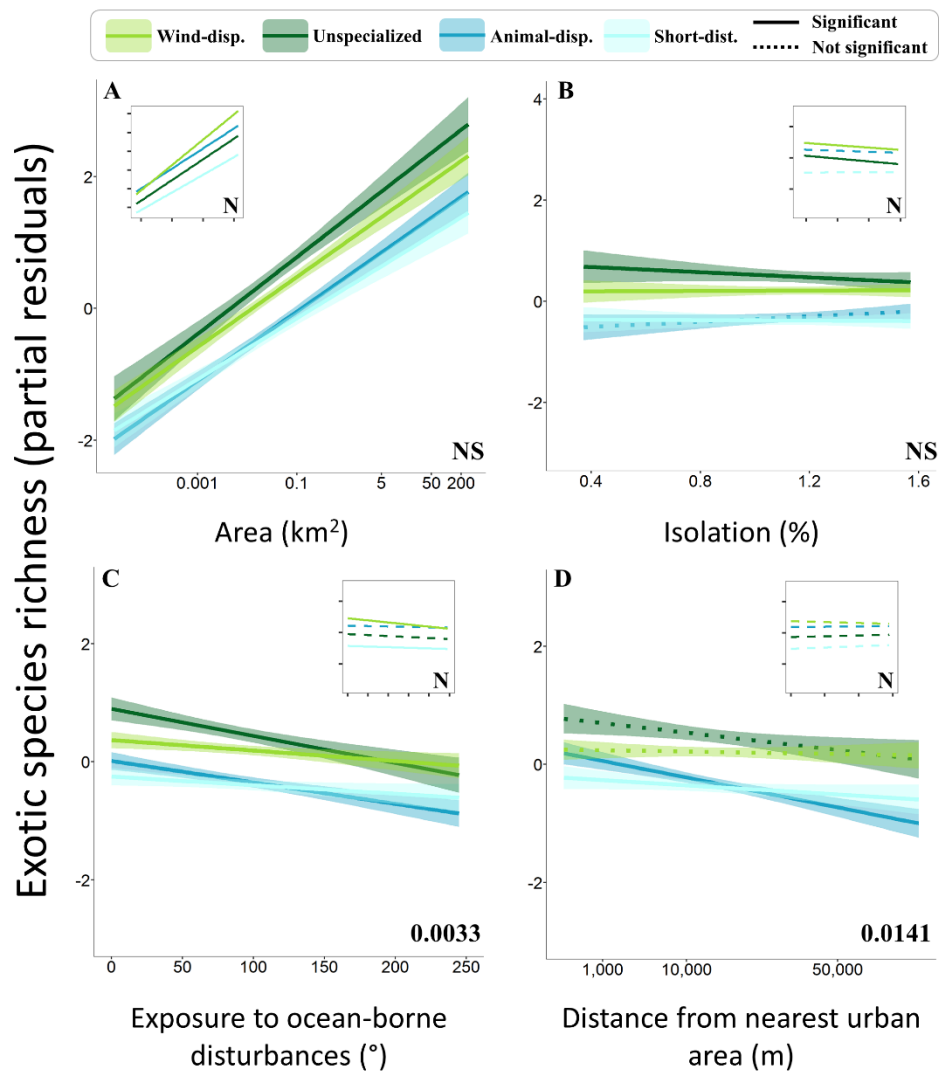 Wind-disp. Unspecialized Animal-disp. Short-dist. Significant
Not significant
Exotic species richness (partial residuals)
A
N
2
0
-2
NS
0.001 0.1 5 50 200
Area (km²)
B
N
4
2
0
-2
NS
0.4 0.8 1.2 1.6
Isolation (%)
C
N
2
0
-2
0.0033
0 50 100 150 200 250
Exposure to ocean-borne
disturbances (°)
D
N
2
0
-2
0.0141
1,000 10,000 50,000
Distance from nearest urban
area (m)